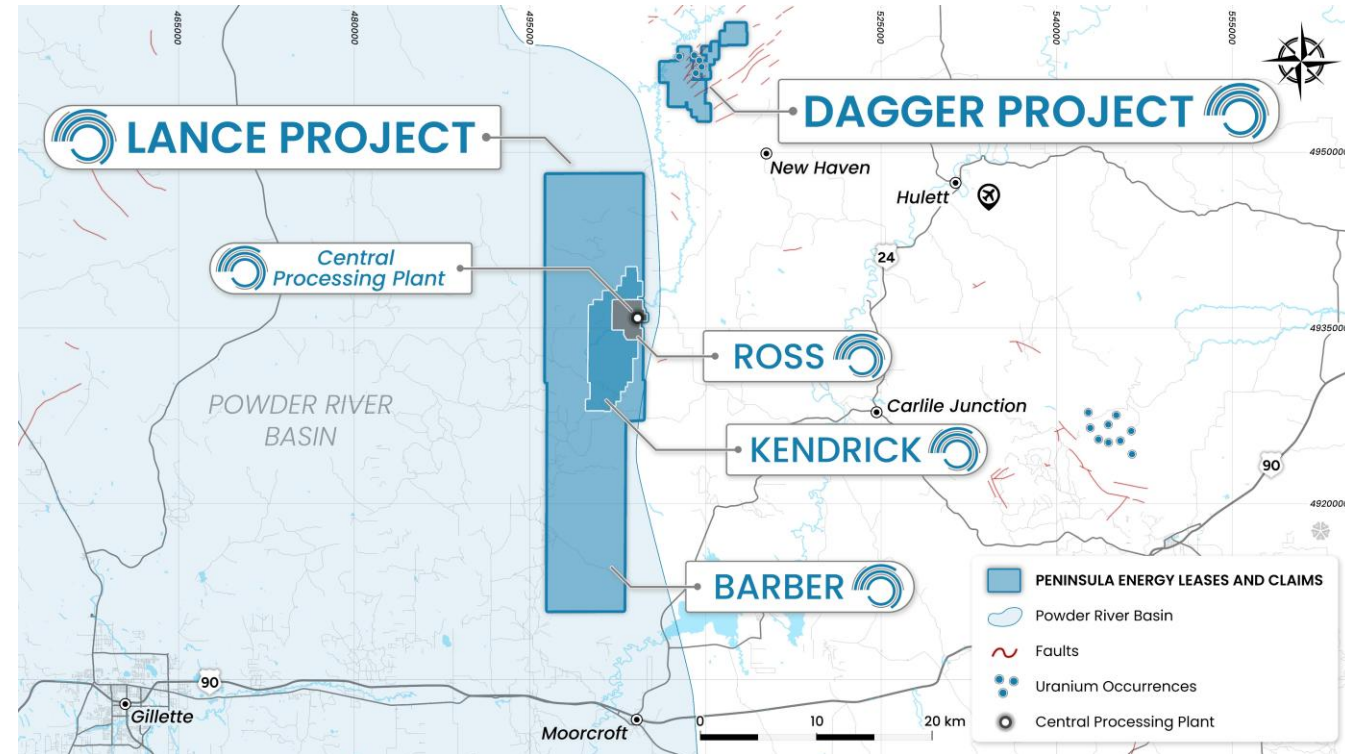 465000
480000
495000
525000
540000
555000
LANCE PROJECT
DAGGER PROJECT
4950000
New Haven
Hulett
Central
Processing Plant
24
4935000
ROSS
POWDER RIVER
BASIN
Carlile Junction
KENDRICK
90
4920000
BARBER
PENINSULA ENERGY LEASES AND CLAIMS
Powder River Basin
Faults
Uranium Occurrences
Central Processing Plant
90
Gillette
Moorcroft
0 10 20 km